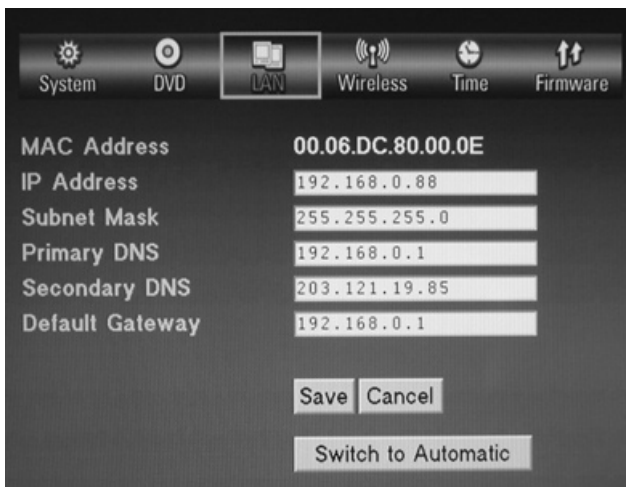 System DVD LAN Wireless Time Firmware
MAC Address 00.06.DC.80.00.0E
IP Address 192.168.0.88
Subnet Mask 255.255.255.0
Primary DNS 192.168.0.1
Secondary DNS 203.121.19.85
Default Gateway 192.168.0.1
Save Cancel
Switch to Automatic